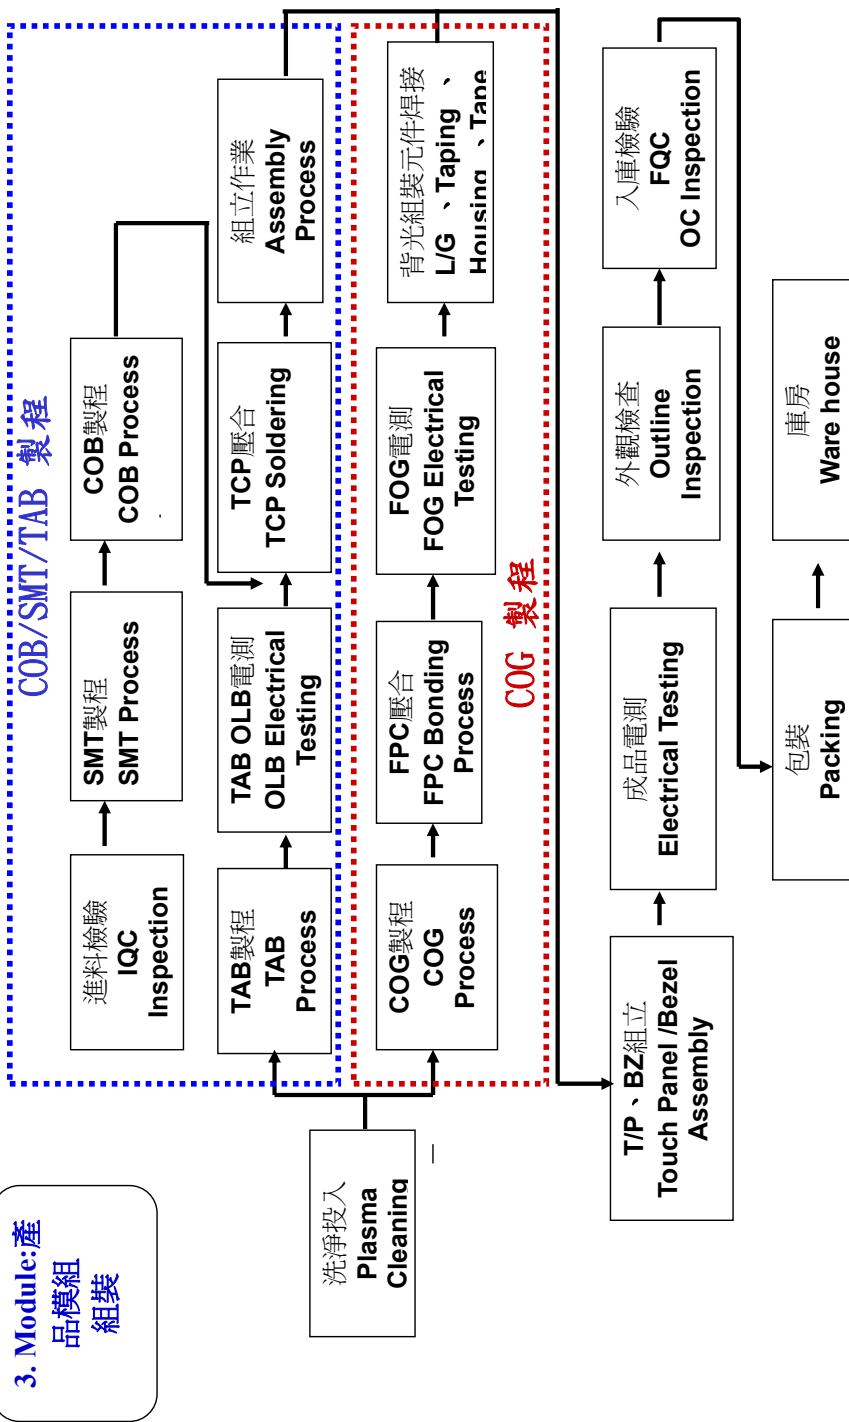 3. Module:產
品模組
組裝
COB/SMT/TAB 製程
進料檢驗
IQC
Inspection
SMT製程
SMT Process
COB製程
COB Process
TAB製程
TAB
Process
TAB OLB電測
OLB Electrical
Testing
TCP壓合
TCP Soldering
組立作業
Assembly
Process
洗淨投入
Plasma
Cleaning
COG製程
COG
Process
FPC壓合
FPC Bonding
Process
FOG電測
FOG Electrical
Testing
背光組裝元件焊接
L/G 、Taping 、
Housing 、Tape
COG 製程
T/P、BZ組立
Touch Panel /Bezel
Assembly
成品電測
Electrical Testing
外觀檢查
Outline
Inspection
入庫檢驗
FQC
OC Inspection
包裝
Packing
庫房
Ware house